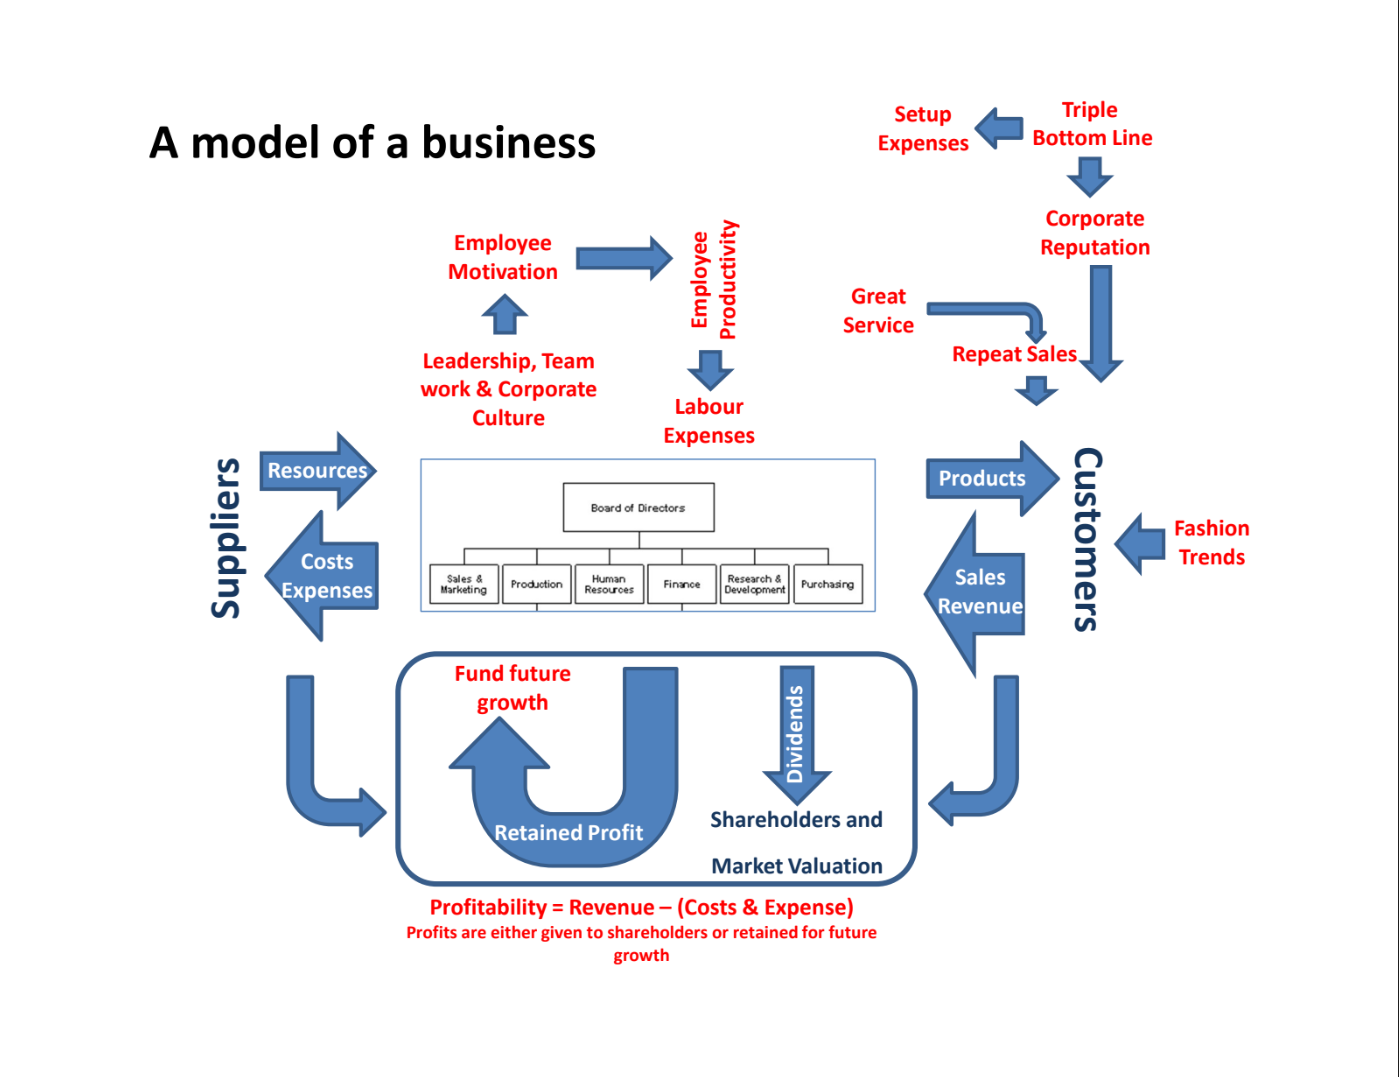 A model of a business
Setup
Expenses
Triple
Bottom Line
Corporate
Reputation
Employee
Motivation
Employee
Productivity
Great
Service
Repeat Sales
Leadership, Team
work & Corporate
Culture
Labour
Expenses
Suppliers
Resources
Costs
Expenses
Board of Directors
Sales &
Marketing
Production
Human
Resources
Finance
Research &
Development
Purchasing
Products
Sales
Revenue
Customers
Fashion
Trends
Fund future
growth
Retained Profit
Dividends
Shareholders and
Market Valuation
Profitability = Revenue – (Costs & Expense)
Profits are either given to shareholders or retained for future
growth